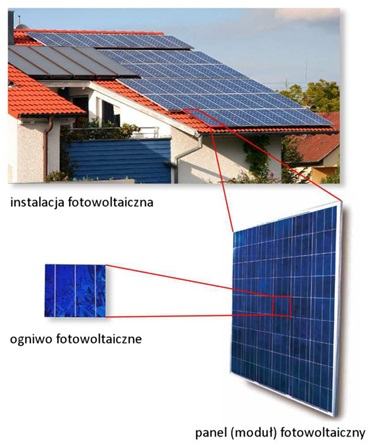 instalacja fotowoltaiczna
ogniwo fotowoltaiczne
panel (moduł) fotowoltaiczny